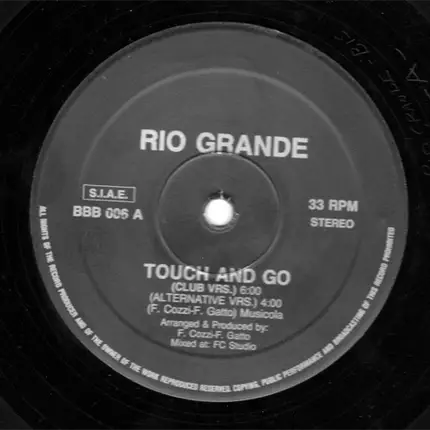 RIO GRANDE
S.I.A.E.
BBB 006 A
33 RPM
STEREO
TOUCH AND GO
(CLUB VRS.) 6:00
(ALTERNATIVE VRS.) 4:00
(F. Cozzi-F. Gatto) Musicola
Arranged & Produced by:
F. Cozzi-F. Gatto
Mixed at: FC Studio
ALL RIGHTS OF THE RECORD PRODUCER AND OF THE OWNER OF THE WORK REPRODUCED RESERVED. COPYING, PUBLIC PERFORMANCE AND BROADCASTING OF THIS RECORD PROHIBITED